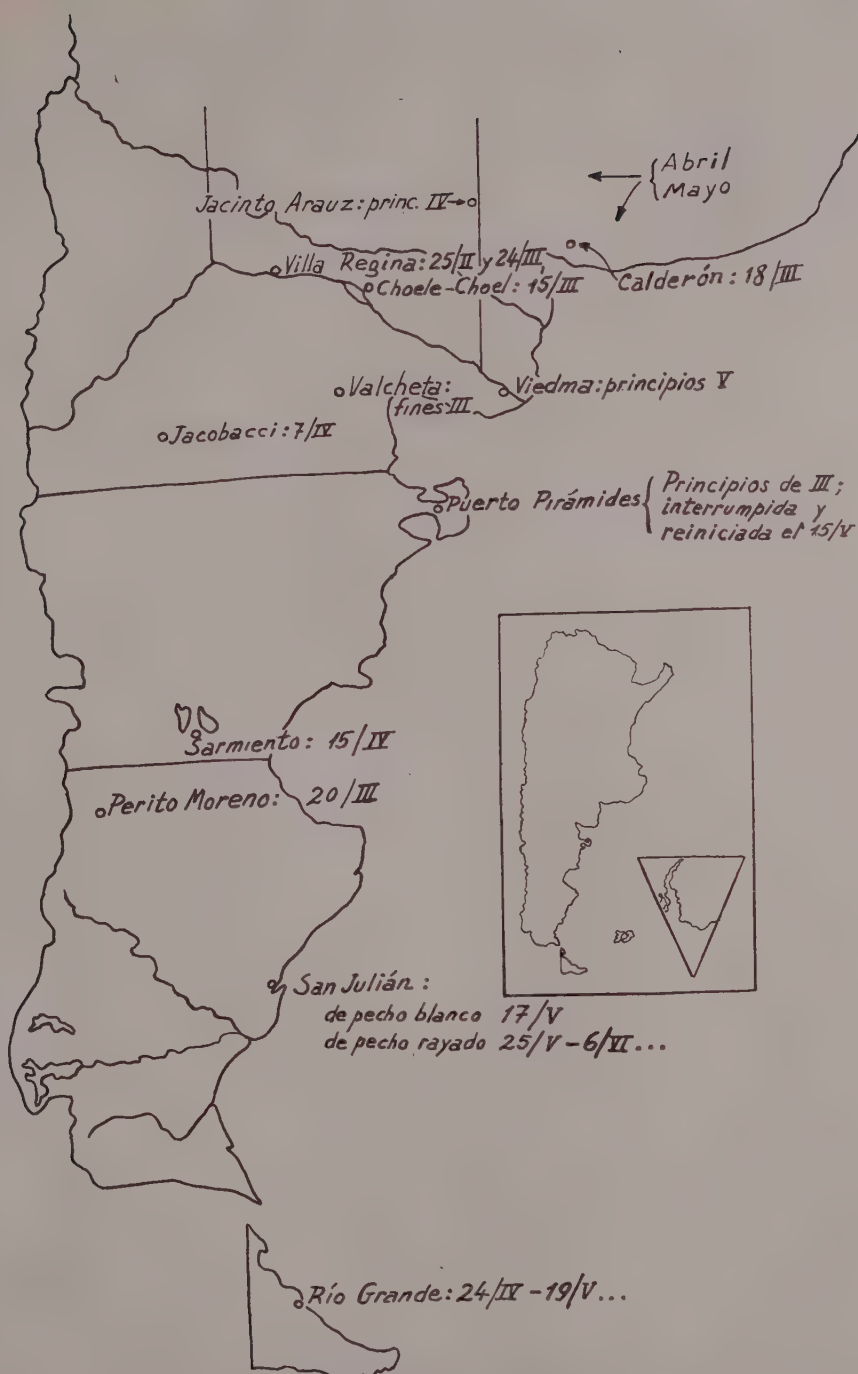 Abril
Mayo
Jacinto Arauz: princ. IV
Villa Regina: 25/II y 24/III
Choele-Choel: 15/III
Calderón: 18/III
Valcheta:
fines III
Viedma: principios V
Jacobacci: 7/IV
Puerto Pirámides
Principios de III;
interrumpida y
reiniciada el 15/V
Sarmiento: 15/IV
Perito Moreno: 20/III
San Julián:
de pecho blanco 17/V
de pecho rayado 25/V - 6/VI...
Río Grande: 24/IV - 19/V...